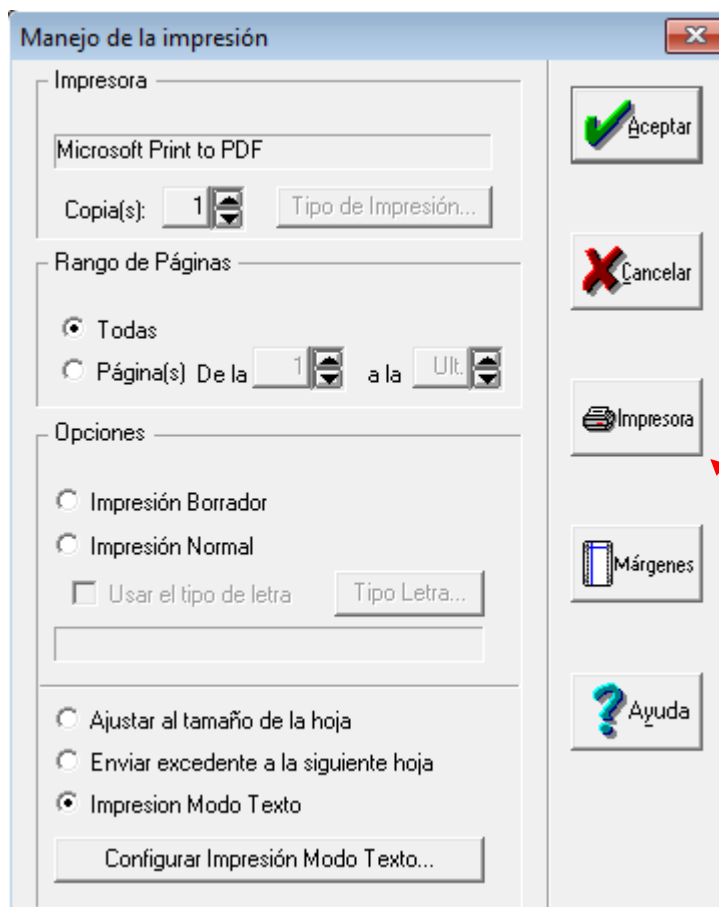 Manejo de la impresión
Impresora
Microsoft Print to PDF
Copia(s): 1 Tipo de Impresión...
Rango de Páginas
Todas
Página(s) De la 1 a la Ult.
Opciones
Impresión Borrador
Impresión Normal
Usar el tipo de letra Tipo Letra...
Ajustar al tamaño de la hoja
Enviar excedente a la siguiente hoja
Impresion Modo Texto
Configurar Impresión Modo Texto...
Aceptar
Cancelar
Impresora
Márgenes
Ayuda